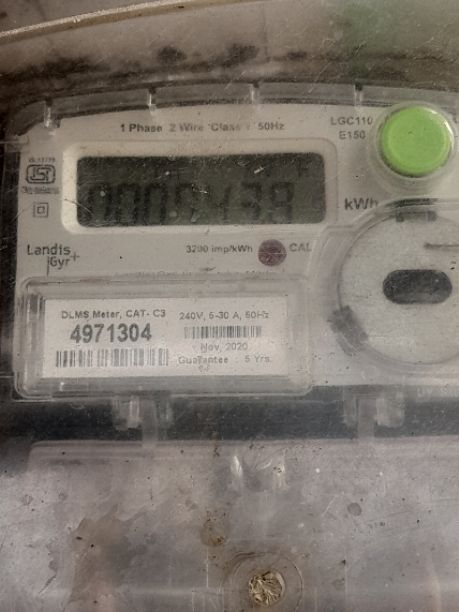 1 Phase 2 Wire Class 1 50Hz
LGC110
E150
kWh
Landis
Gyr+
3200 imp/kWh
CAL
DLMS Meter, CAT- C3
240V, 5-30 A, 50Hz
4971304
Nov, 2020
Guarantee : 5 Yrs.